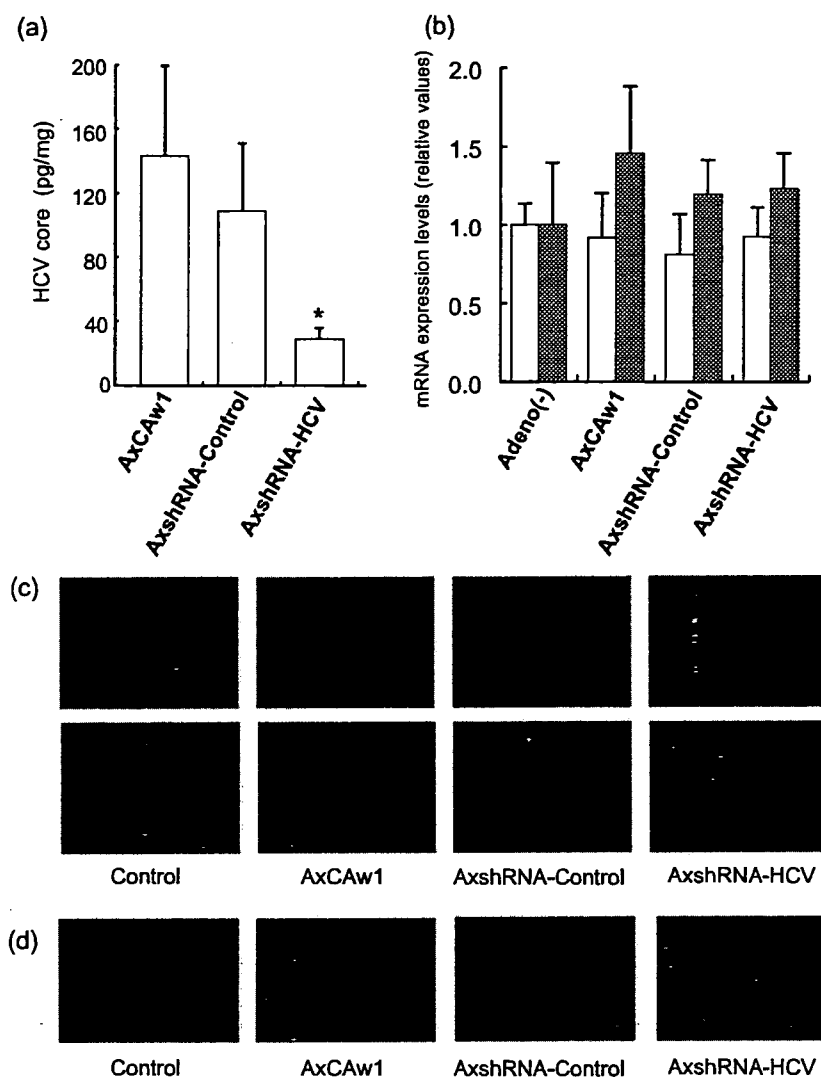 (a)
HCV core (pg/mg)
200
160
120
80
40
0
*
AxCAw1
AxshRNA-Control
AxshRNA-HCV
(b)
mRNA expression levels (relative values)
2.0
1.5
1.0
0.5
0.0
Adeno(-)
AxCAw1
AxshRNA-Control
AxshRNA-HCV
(c)
Control
AxCAw1
AxshRNA-Control
AxshRNA-HCV
(d)
Control
AxCAw1
AxshRNA-Control
AxshRNA-HCV